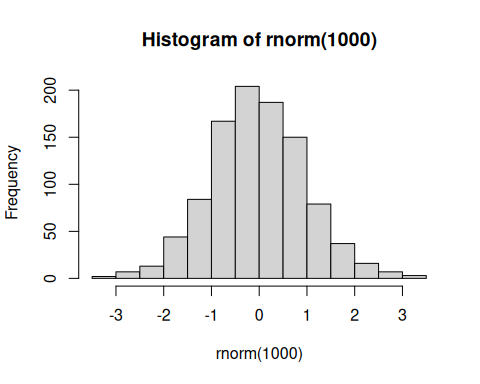 Histogram of rnorm(1000)
Frequency
200
150
100
50
0
-3 -2 -1 0 1 2 3
rnorm(1000)